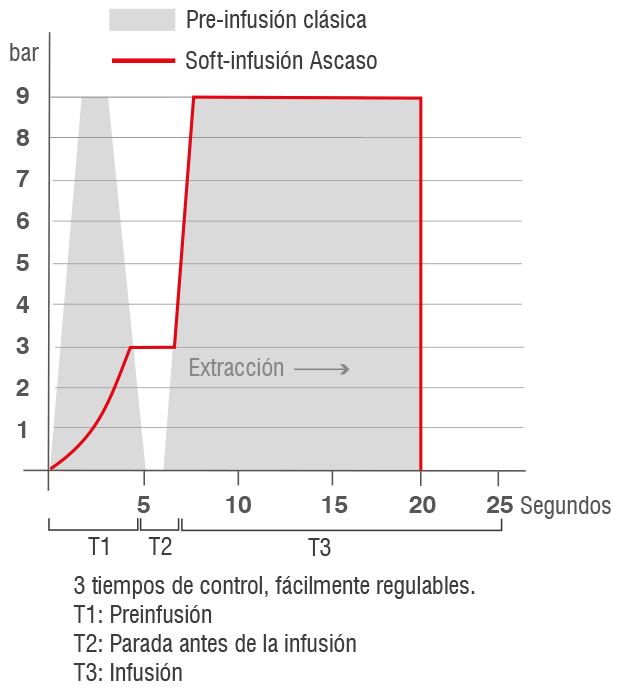 Pre-infusión clásica
bar
Soft-infusión Ascaso
9
8
7
6
5
4
3
Extracción
2
1
5 10 15 20 25 Segundos
T1 T2 T3
3 tiempos de control, fácilmente regulables.
T1: Preinfusión
T2: Parada antes de la infusión
T3: Infusión